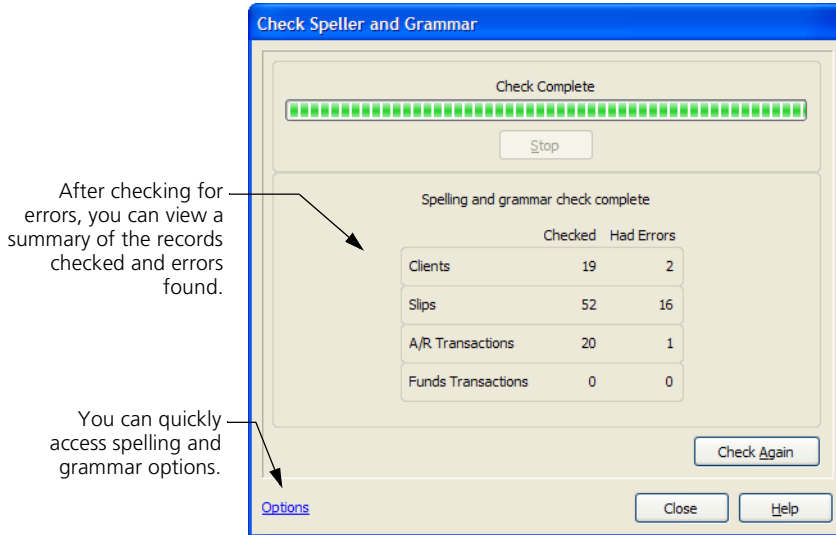 Check Speller and Grammar
Check Complete
Stop
After checking for
errors, you can view a
summary of the records
checked and errors
found.
Spelling and grammar check complete
Checked Had Errors
Clients 19 2
Slips 52 16
A/R Transactions 20 1
Funds Transactions 0 0
You can quickly
access spelling and
grammar options.
Check Again
Options
Close
Help